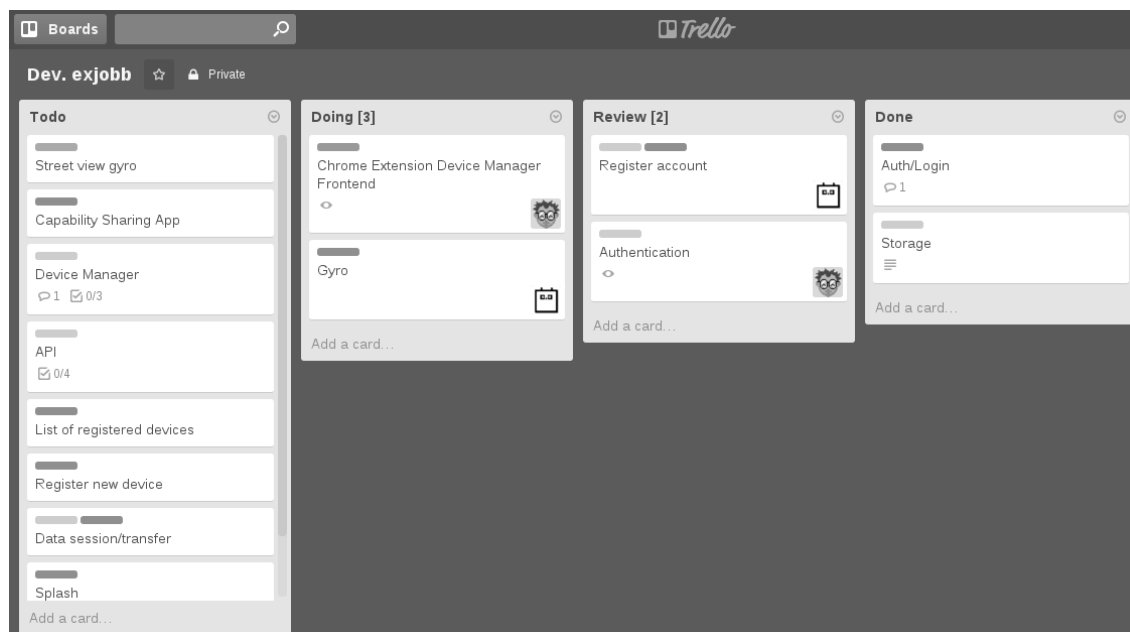 Boards
Trello
Dev. exjobb
Private
Todo
Street view gyro
Capability Sharing App
Device Manager
1 0/3
API
0/4
List of registered devices
Register new device
Data session/transfer
Splash
Add a card...
Doing [3]
Chrome Extension Device Manager
Frontend
Gyro
Add a card...
Review [2]
Register account
Authentication
Add a card...
Done
Auth/Login
1
Storage
Add a card...